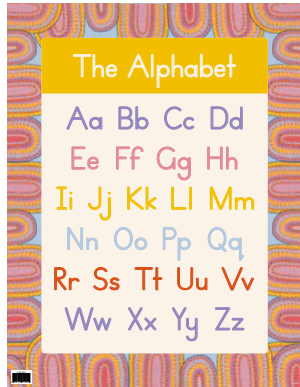 The Alphabet
Aa Bb Cc Dd
Ee Ff Gg Hh
Ii Jj Kk Ll Mm
Nn Oo Pp Qq
Rr Ss Tt Uu Vv
Ww Xx Yy Zz